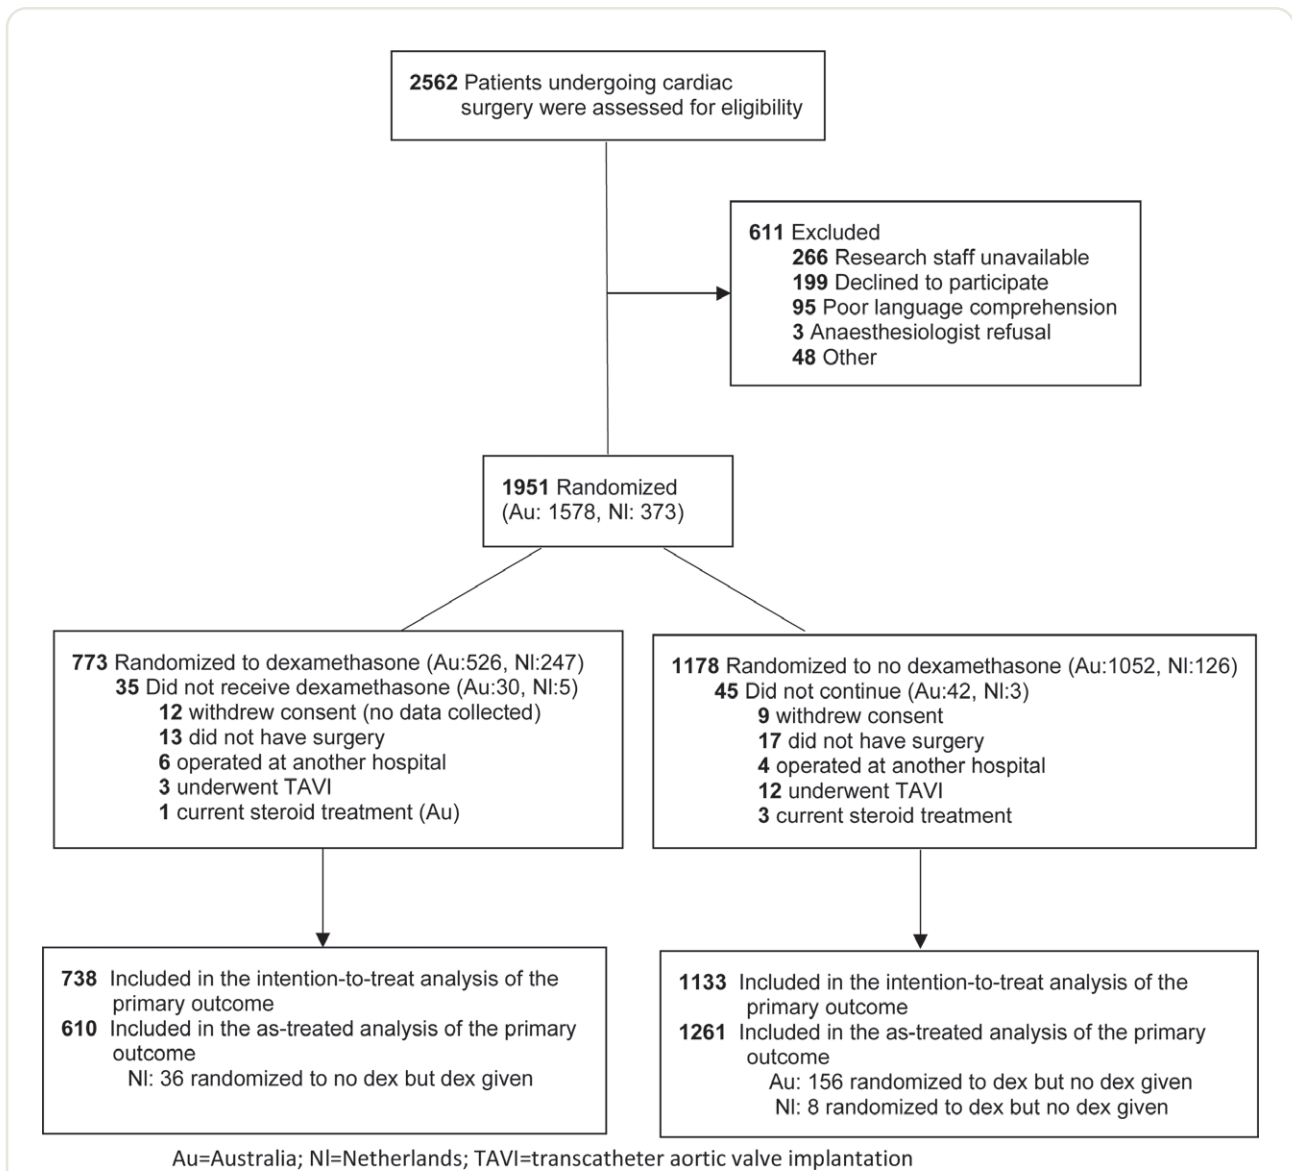 2562 Patients undergoing cardiac
surgery were assessed for eligibility
611 Excluded
266 Research staff unavailable
199 Declined to participate
95 Poor language comprehension
3 Anaesthesiologist refusal
48 Other
1951 Randomized
(Au: 1578, Nl: 373)
773 Randomized to dexamethasone (Au:526, Nl:247)
35 Did not receive dexamethasone (Au:30, Nl:5)
12 withdrew consent (no data collected)
13 did not have surgery
6 operated at another hospital
3 underwent TAVI
1 current steroid treatment (Au)
1178 Randomized to no dexamethasone (Au:1052, Nl:126)
45 Did not continue (Au:42, Nl:3)
9 withdrew consent
17 did not have surgery
4 operated at another hospital
12 underwent TAVI
3 current steroid treatment
738 Included in the intention-to-treat analysis of the
primary outcome
610 Included in the as-treated analysis of the primary
outcome
Nl: 36 randomized to no dex but dex given
1133 Included in the intention-to-treat analysis of the
primary outcome
1261 Included in the as-treated analysis of the primary
outcome
Au: 156 randomized to dex but no dex given
Nl: 8 randomized to dex but no dex given
Au=Australia; Nl=Netherlands; TAVI=transcatheter aortic valve implantation